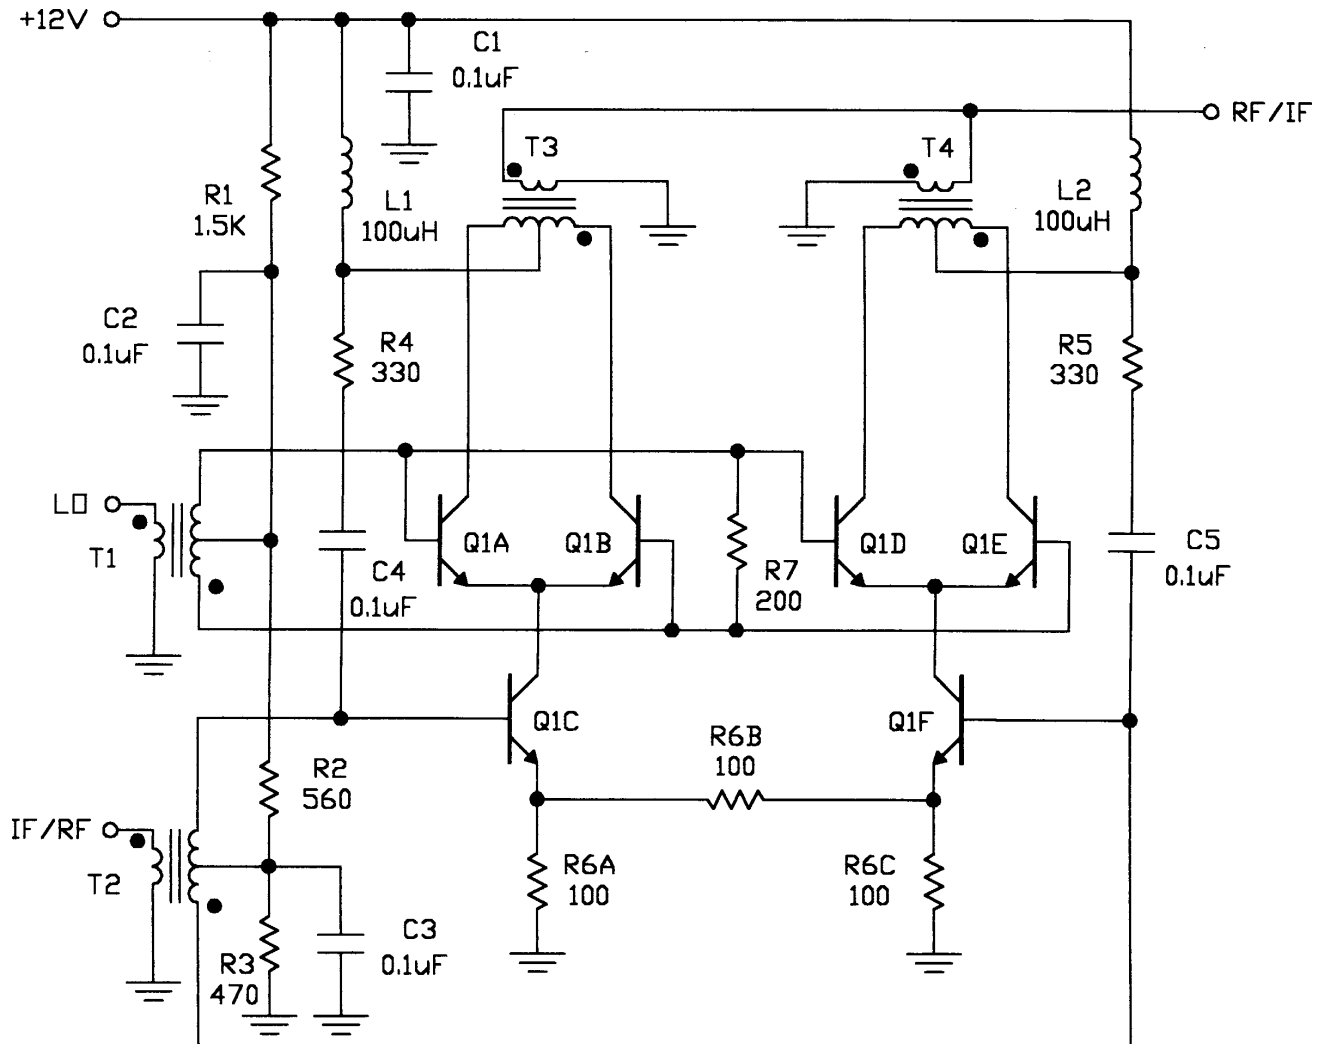 +12V
C1
0.1uF
RF/IF
T3
T4
R1
1.5K
L1
100uH
L2
100uH
C2
0.1uF
R4
330
R5
330
LO
T1
Q1A
Q1B
Q1D
Q1E
C4
0.1uF
R7
200
C5
0.1uF
Q1C
Q1F
R6B
100
R2
560
IF/RF
T2
R6A
100
R6C
100
C3
0.1uF
R3
470